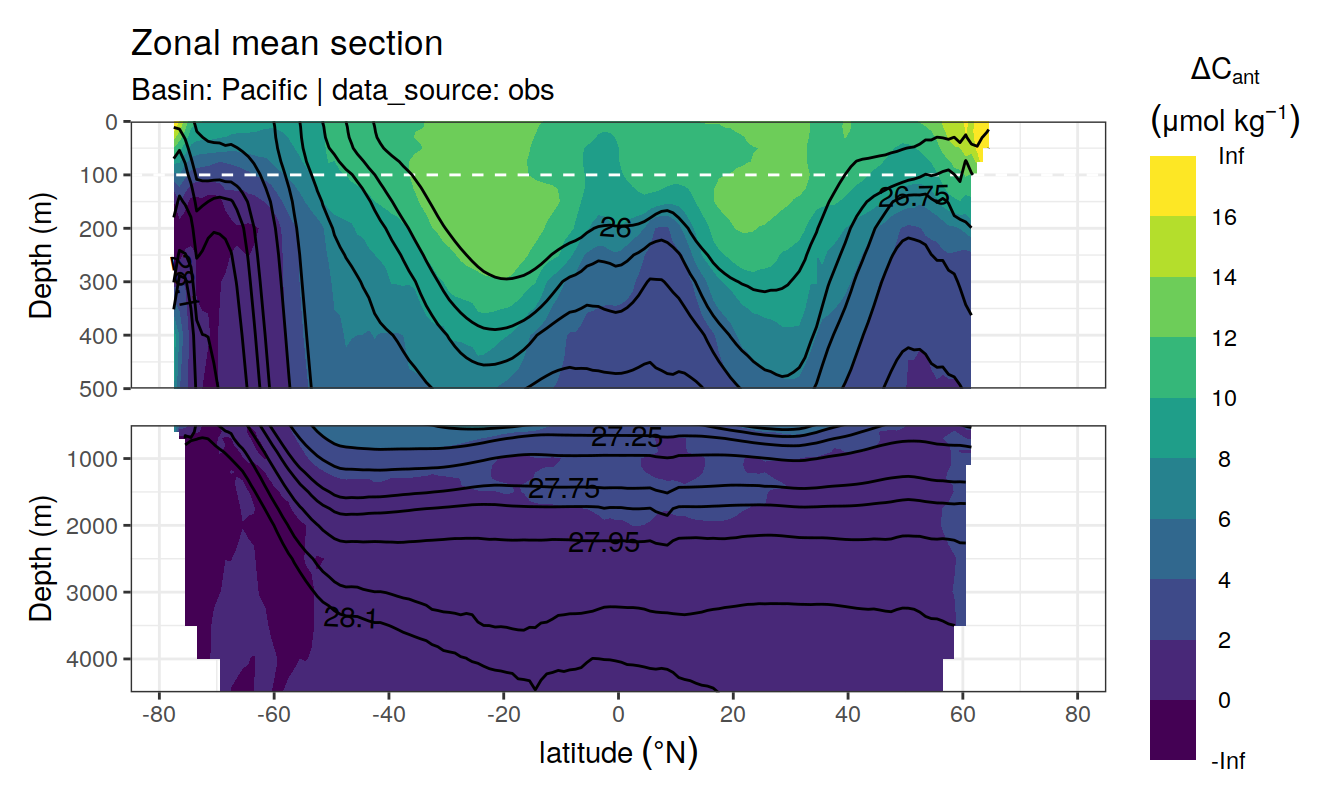 Zonal mean section
Basin: Pacific | data_source: obs
ΔCant
(μmol kg⁻¹)
Inf
16
14
12
10
8
6
4
2
0
-Inf
Depth (m)
0
100
200
300
400
500
26
26.75
28.1
Depth (m)
1000
2000
3000
4000
27.25
27.75
27.95
28.1
-80 -60 -40 -20 0 20 40 60 80
latitude (°N)